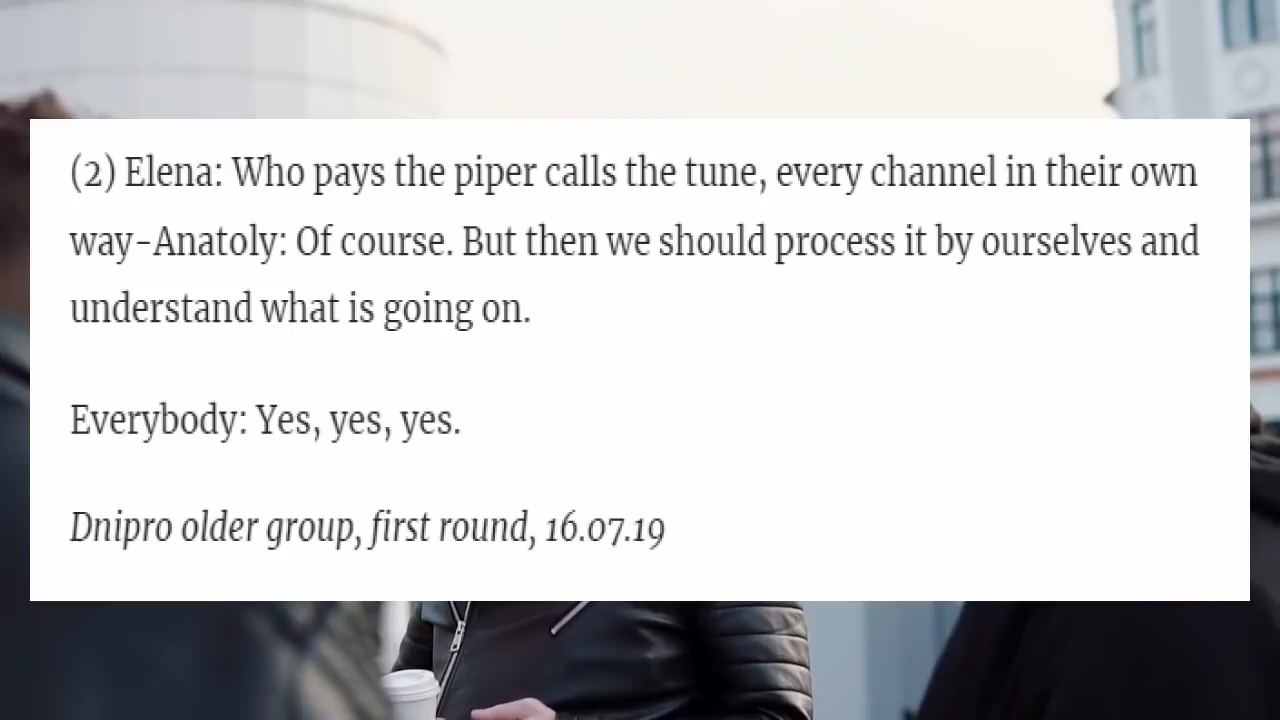 (2) Elena: Who pays the piper calls the tune, every channel in their own
way-Anatoly: Of course. But then we should process it by ourselves and
understand what is going on.
Everybody: Yes, yes, yes.
Dnipro older group, first round, 16.07.19